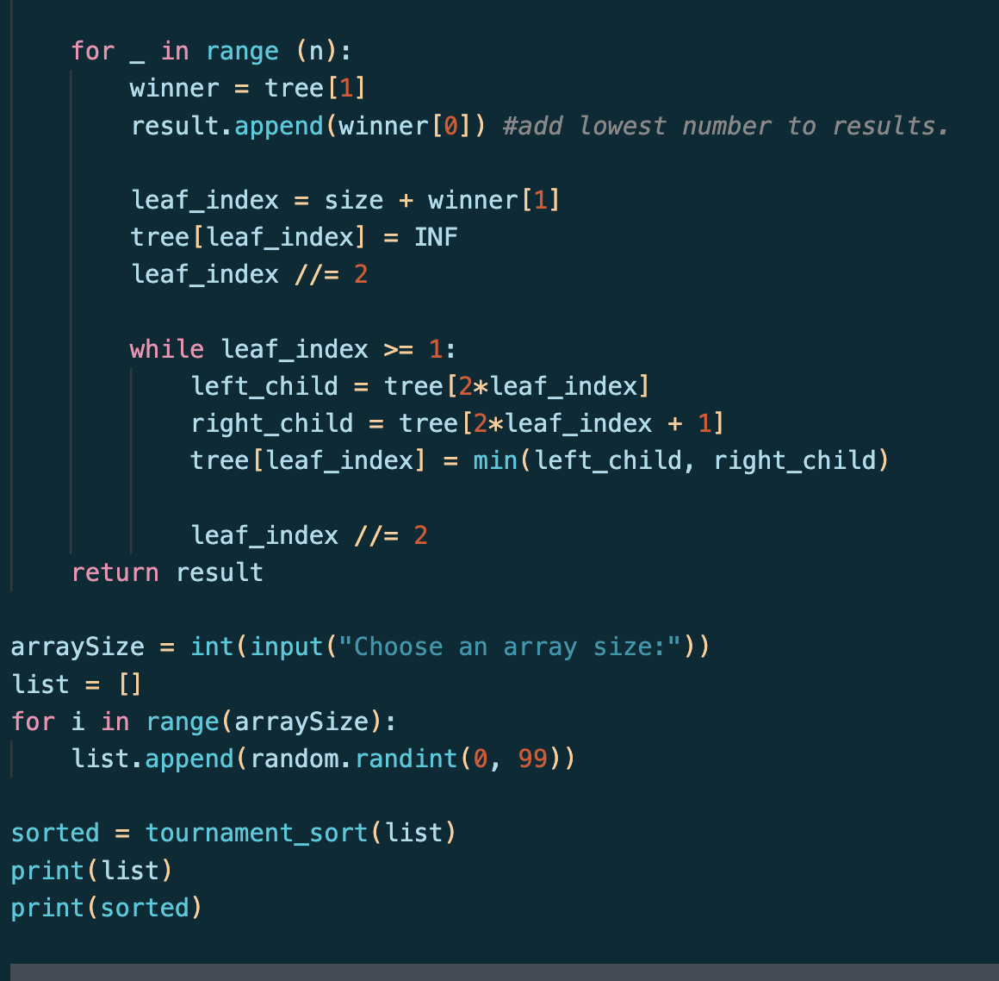 for _ in range (n):
winner = tree[1]
result.append(winner[0]) #add lowest number to results.
leaf_index = size + winner[1]
tree[leaf_index] = INF
leaf_index //= 2
while leaf_index >= 1:
left_child = tree[2*leaf_index]
right_child = tree[2*leaf_index + 1]
tree[leaf_index] = min(left_child, right_child)
leaf_index //= 2
return result
arraySize = int(input("Choose an array size:"))
list = []
for i in range(arraySize):
list.append(random.randint(0, 99))
sorted = tournament_sort(list)
print(list)
print(sorted)